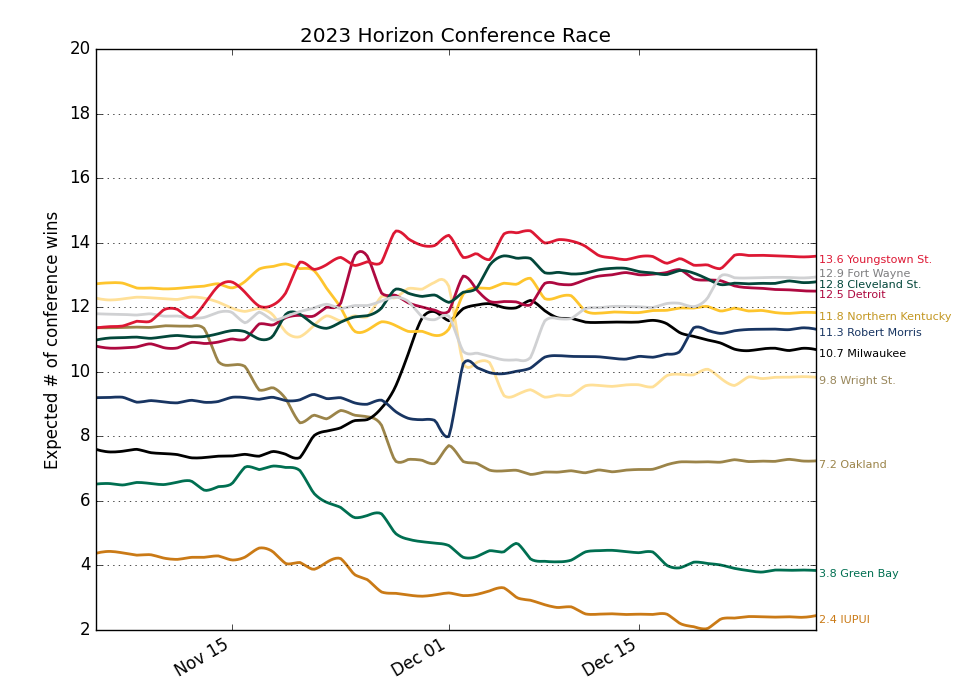 2023 Horizon Conference Race
Expected # of conference wins
20
18
16
14
12
10
8
6
4
2
Nov 15
Dec 01
Dec 15
13.6 Youngstown St.
12.9 Fort Wayne
12.8 Cleveland St.
12.5 Detroit
11.8 Northern Kentucky
11.3 Robert Morris
10.7 Milwaukee
9.8 Wright St.
7.2 Oakland
3.8 Green Bay
2.4 IUPUI